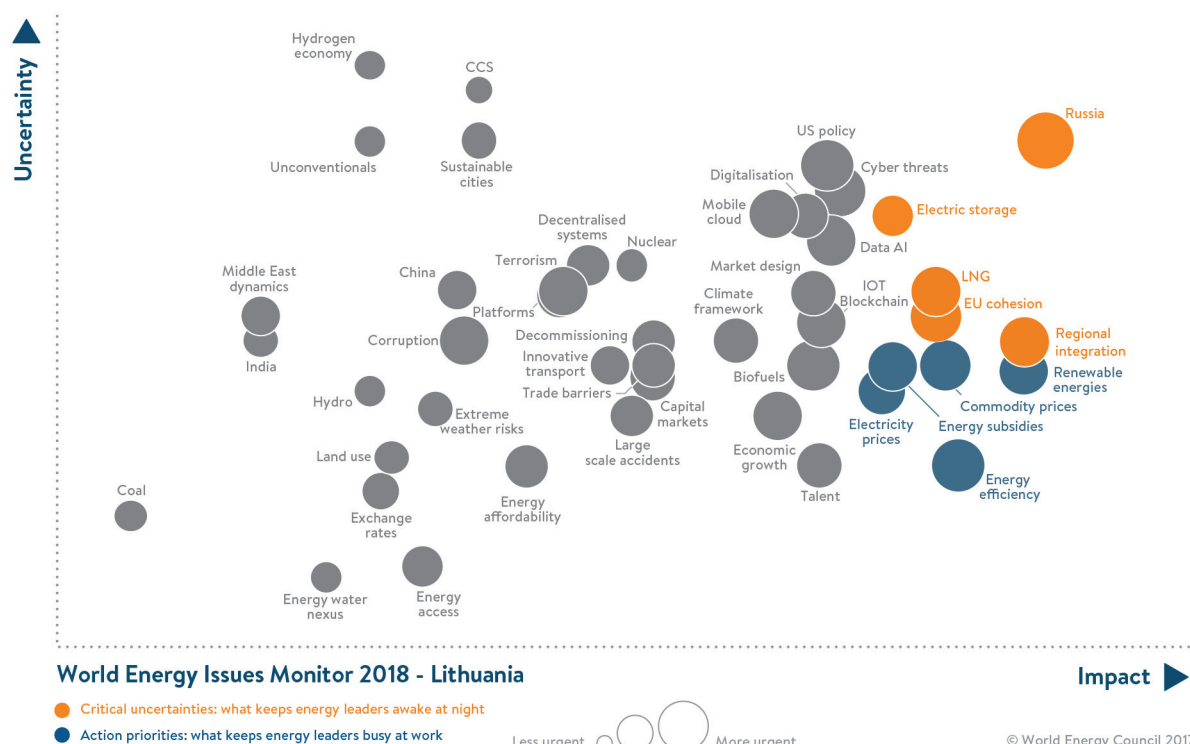 Uncertainty
Hydrogen
economy
CCS
Russia
US policy
Unconventionals
Sustainable
cities
Cyber threats
Digitalisation
Mobile
cloud
Electric storage
Decentralised
systems
Nuclear
Data AI
Terrorism
Market design
Middle East
dynamics
China
LNG
IOT
Blockchain
Climate
framework
EU cohesion
Platforms
Corruption
Decommissioning
Regional
integration
India
Innovative
transport
Biofuels
Renewable
energies
Trade barriers
Hydro
Commodity prices
Extreme
weather risks
Capital
markets
Electricity
prices
Energy subsidies
Large
scale accidents
Economic
growth
Land use
Energy
efficiency
Coal
Energy
affordability
Talent
Exchange
rates
Energy water
nexus
Energy
access
World Energy Issues Monitor 2018 - Lithuania
Impact
Critical uncertainties: what keeps energy leaders awake at night
Action priorities: what keeps energy leaders busy at work
Less urgent
More urgent
© World Energy Council 2017